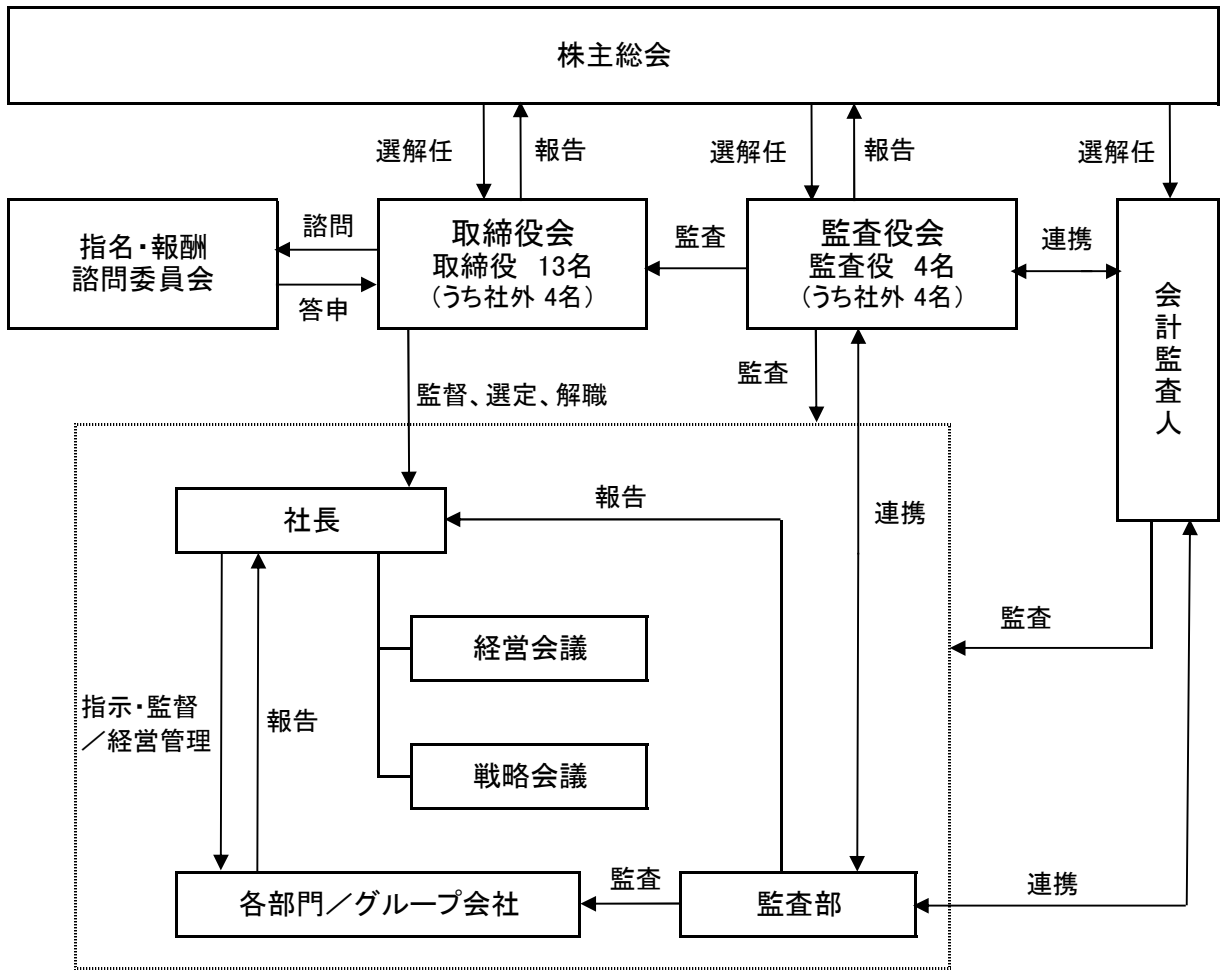 株主総会
選解任
報告
選解任
報告
選解任
指名・報酬
諮問委員会
諮問
答申
取締役会
取締役 13名
（うち社外 4名）
監査
監査役会
監査役 4名
（うち社外 4名）
連携
会計監査人
監督、選定、解職
監査
社長
報告
連携
経営会議
監査
指示・監督
／経営管理
報告
戦略会議
各部門／グループ会社
監査
監査部
連携